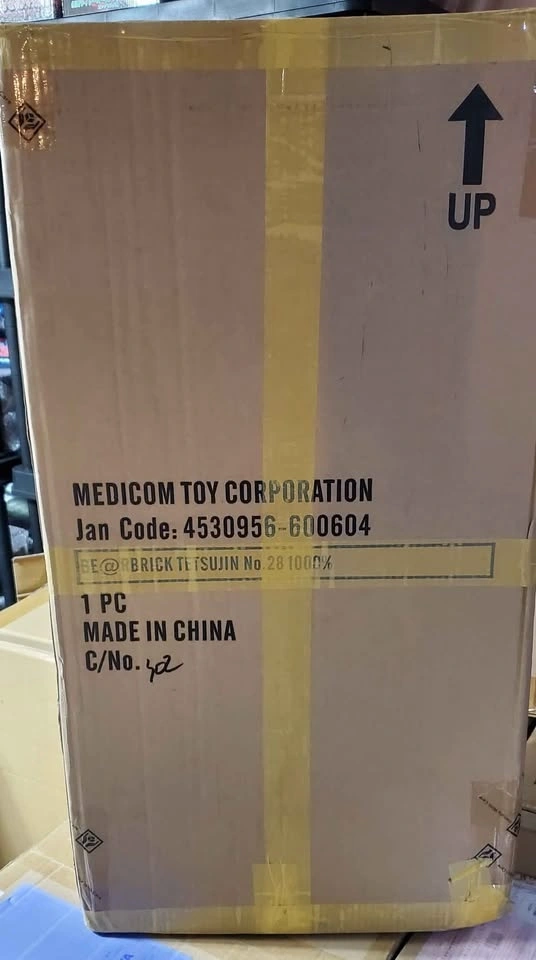 UP
MEDICOM TOY CORPORATION
Jan Code: 4530956-600604
BE@RBRICK TETSUJIN No.28 1000%
1 PC
MADE IN CHINA
C/No.